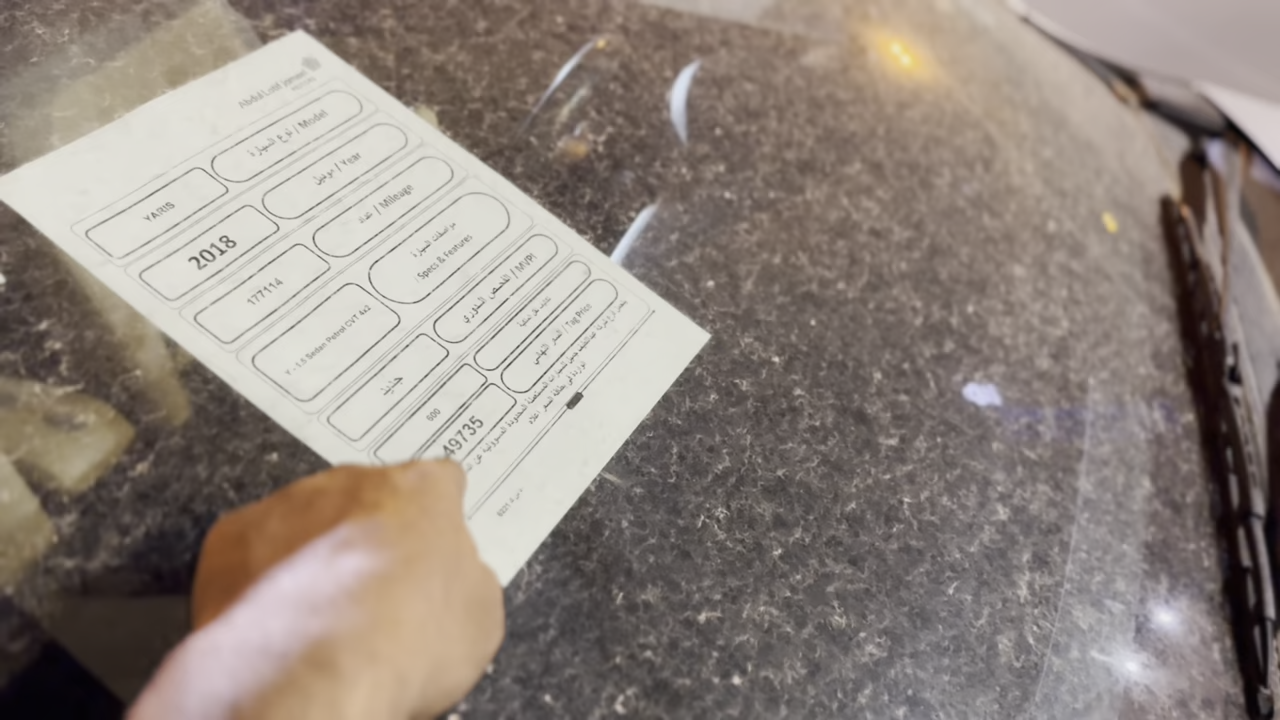 Abdul Latif Jameel
YARIS
نوع السيارة / Model
2018
موديل / Year
177114
عداد / Mileage
Y - 1.5 Sedan Petrol CVT 4x2
مواصفات السيارة
Specs & Features
جديد
الفحص الدوري / MVPI
600
49735
السعر النهائي / Tag Price